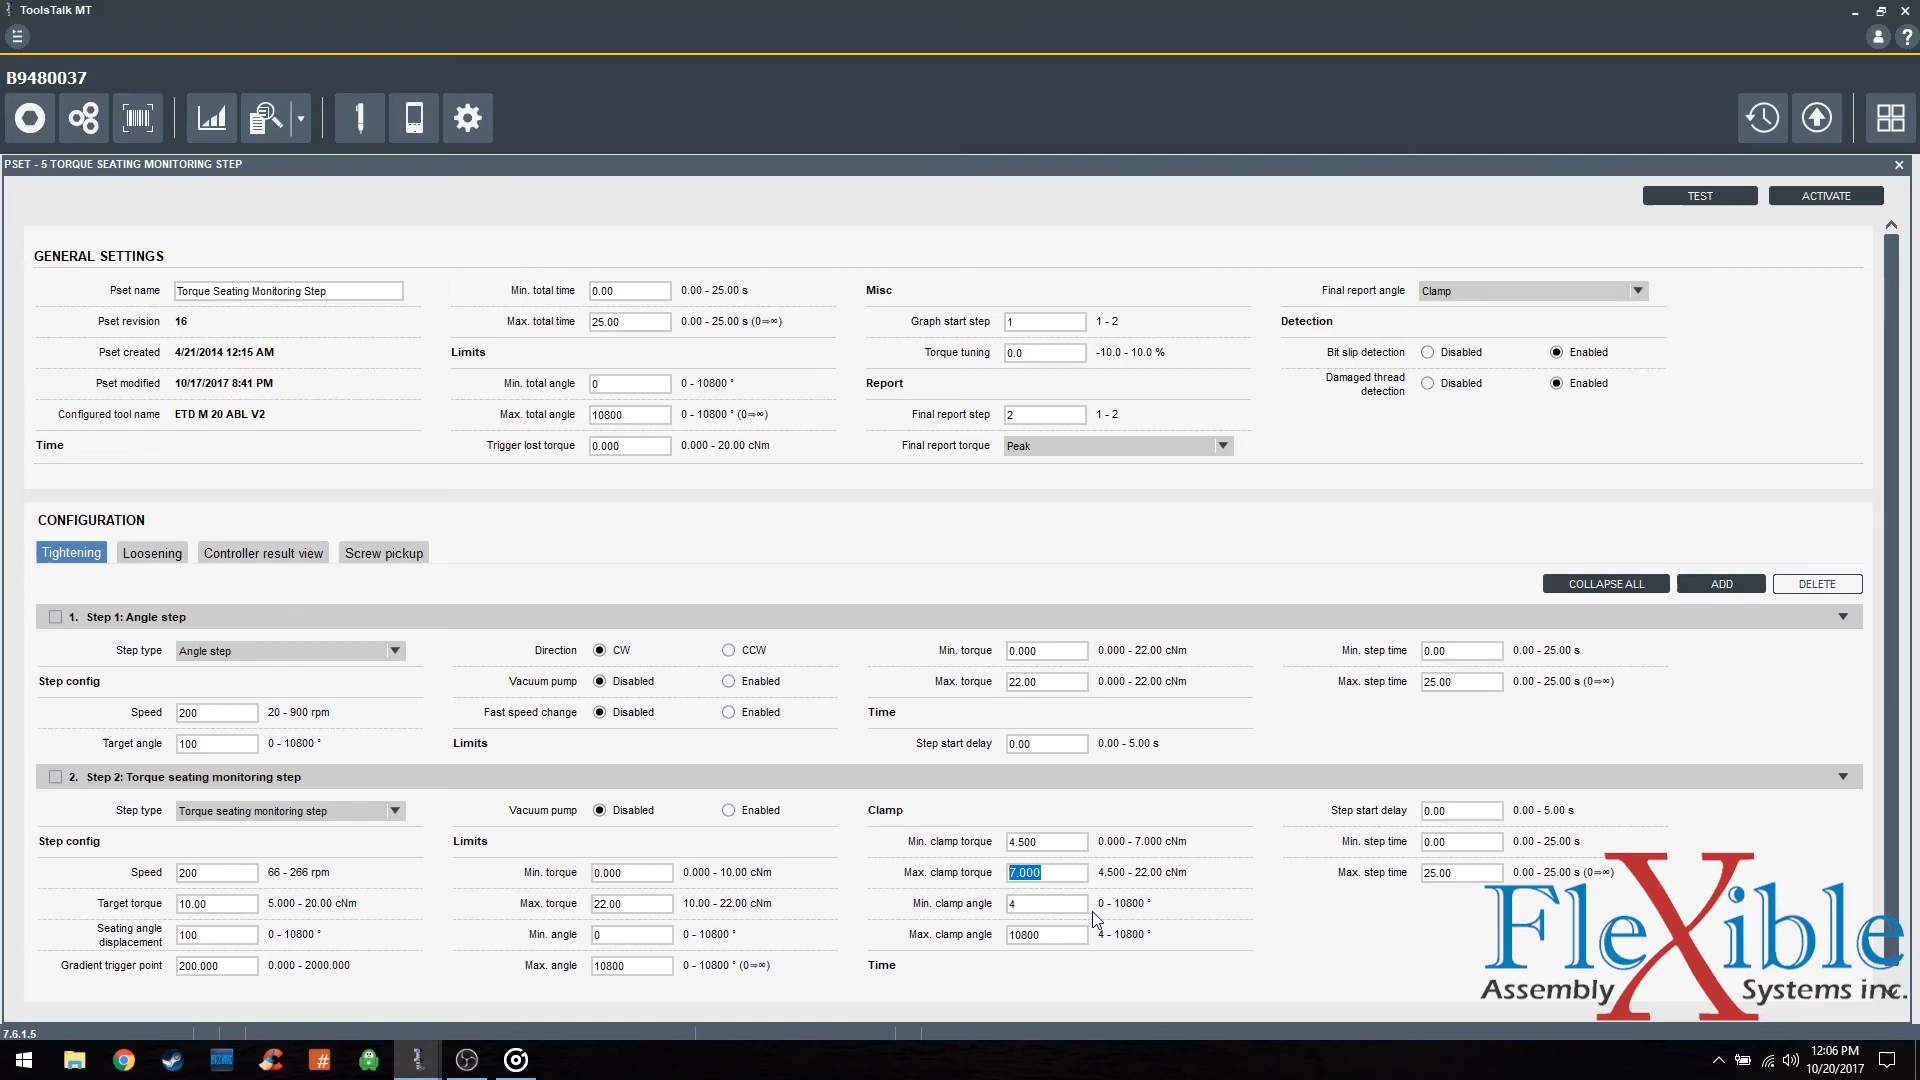 ToolsTalk MT
B9480037
PSET - 5 TORQUE SEATING MONITORING STEP
TEST
ACTIVATE
GENERAL SETTINGS
Pset name Torque Seating Monitoring Step
Pset revision 16
Pset created 4/21/2014 12:15 AM
Pset modified 10/17/2017 8:41 PM
Configured tool name ETD M 20 ABL V2
Time
Min. total time 0.00 0.00 - 25.00 s
Max. total time 25.00 0.00 - 25.00 s (0⇒∞)
Limits
Min. total angle 0 0 - 10800 °
Max. total angle 10800 0 - 10800 ° (0⇒∞)
Trigger lost torque 0.000 0.000 - 20.00 cNm
Misc
Graph start step 1 1 - 2
Torque tuning 0.0 -10.0 - 10.0 %
Report
Final report step 2 1 - 2
Final report torque Peak
Final report angle Clamp
Detection
Bit slip detection Disabled Enabled
Damaged thread
detection Disabled Enabled
CONFIGURATION
Tightening Loosening Controller result view Screw pickup
COLLAPSE ALL ADD DELETE
1. Step 1: Angle step
Step type Angle step
Step config
Speed 200 20 - 900 rpm
Target angle 100 0 - 10800 °
Direction CW CCW
Vacuum pump Disabled Enabled
Fast speed change Disabled Enabled
Limits
Min. torque 0.000 0.000 - 22.00 cNm
Max. torque 22.00 0.000 - 22.00 cNm
Time
Step start delay 0.00 0.00 - 5.00 s
Min. step time 0.00 0.00 - 25.00 s
Max. step time 25.00 0.00 - 25.00 s (0⇒∞)
2. Step 2: Torque seating monitoring step
Step type Torque seating monitoring step
Step config
Speed 200 66 - 266 rpm
Target torque 10.00 5.000 - 20.00 cNm
Seating angle
displacement 100 0 - 10800 °
Gradient trigger point 200.000 0.000 - 2000.000
Vacuum pump Disabled Enabled
Limits
Min. torque 0.000 0.000 - 10.00 cNm
Max. torque 22.00 10.00 - 22.00 cNm
Min. angle 0 0 - 10800 °
Max. angle 10800 0 - 10800 ° (0⇒∞)
Clamp
Min. clamp torque 4.500 0.000 - 7.000 cNm
Max. clamp torque 7.000 4.500 - 22.00 cNm
Min. clamp angle 4 0 - 10800 °
Max. clamp angle 10800 4 - 10800 °
Time
Step start delay 0.00 0.00 - 5.00 s
Min. step time 0.00 0.00 - 25.00 s
Max. step time 25.00 0.00 - 25.00 s (0⇒∞)
FleXible
Assembly Systems inc.
7.6.1.5
12:06 PM
10/20/2017